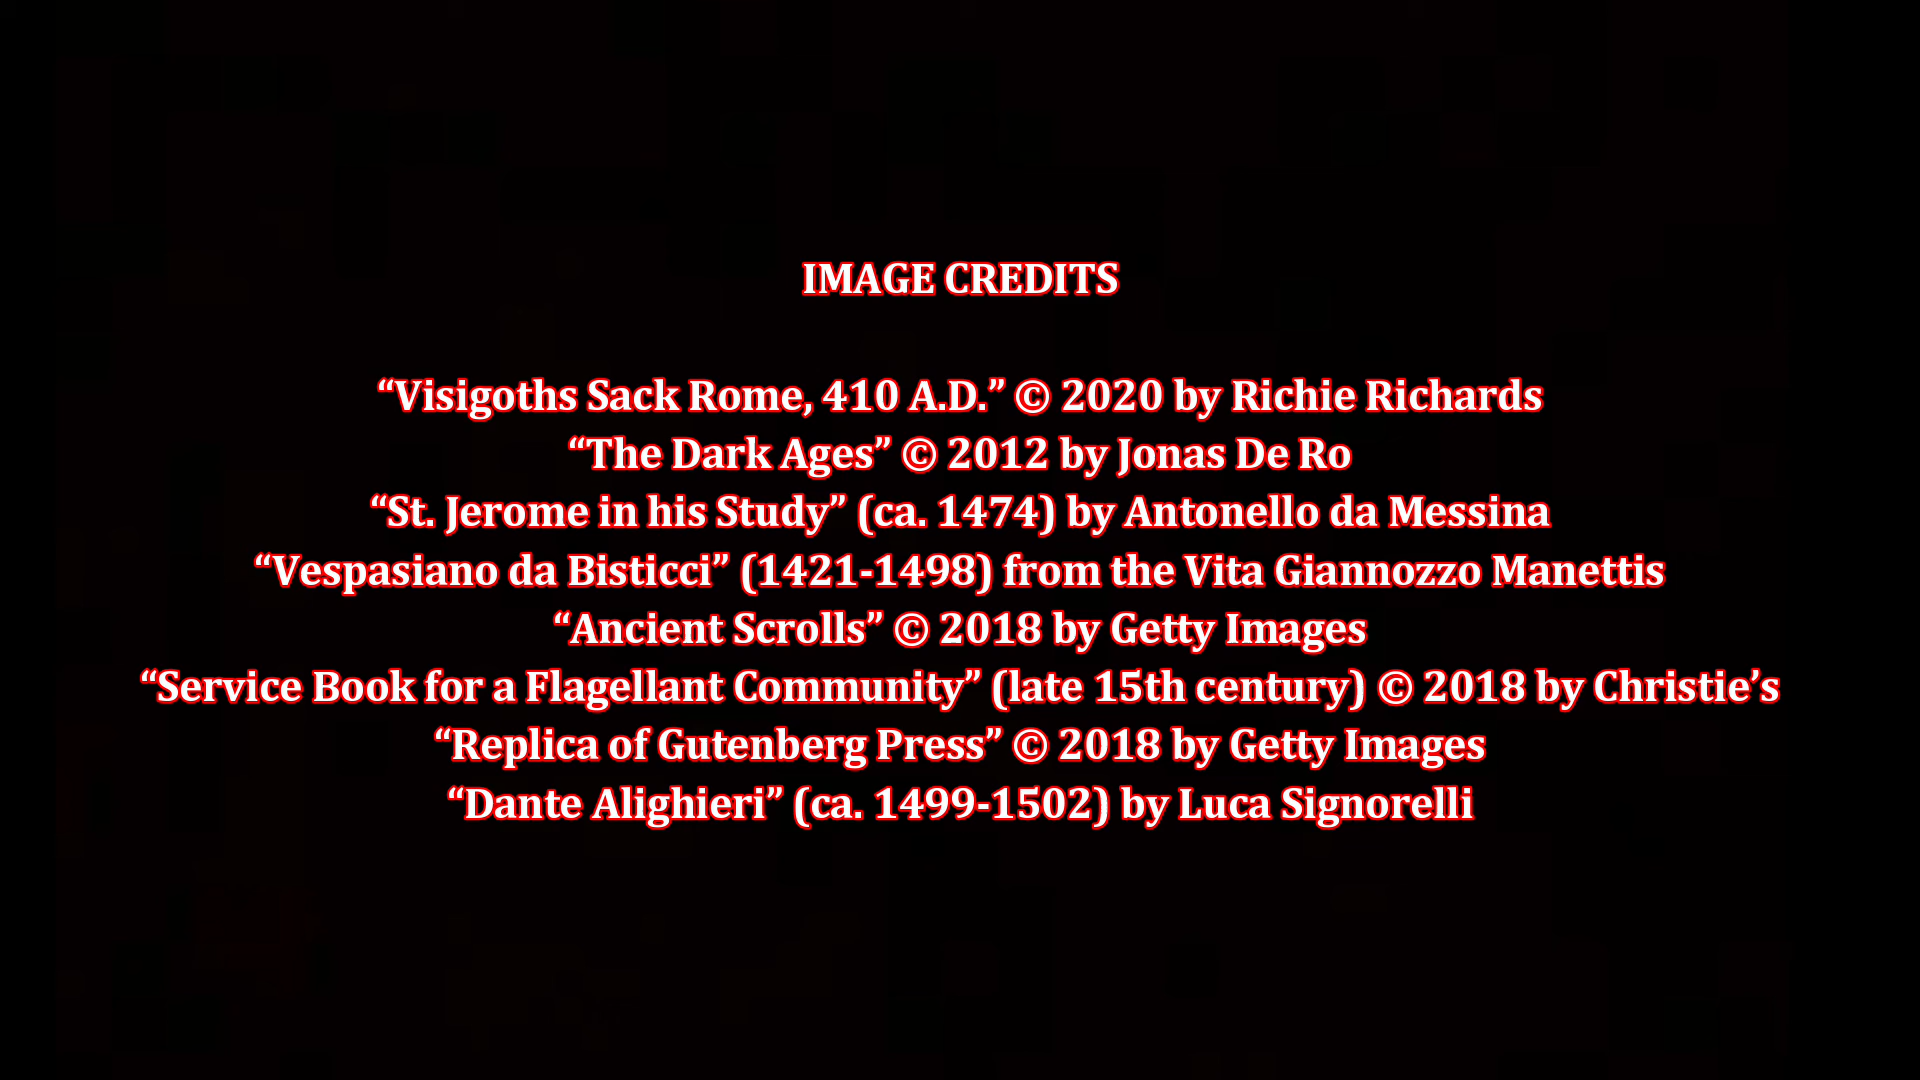 IMAGE CREDITS
“Visigoths Sack Rome, 410 A.D.” © 2020 by Richie Richards
“The Dark Ages” © 2012 by Jonas De Ro
“St. Jerome in his Study” (ca. 1474) by Antonello da Messina
“Vespasiano da Bisticci” (1421-1498) from the Vita Giannozzo Manettis
“Ancient Scrolls” © 2018 by Getty Images
“Service Book for a Flagellant Community” (late 15th century) © 2018 by Christie’s
“Replica of Gutenberg Press” © 2018 by Getty Images
“Dante Alighieri” (ca. 1499-1502) by Luca Signorelli